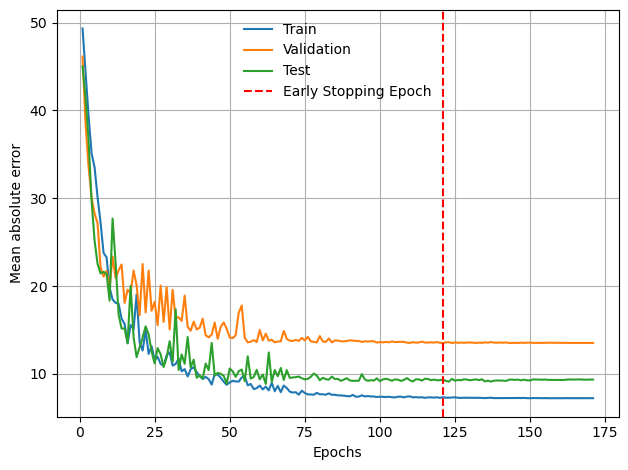 50
40
30
20
10
Mean absolute error
Train
Validation
Test
Early Stopping Epoch
0
25
50
75
100
125
150
175
Epochs